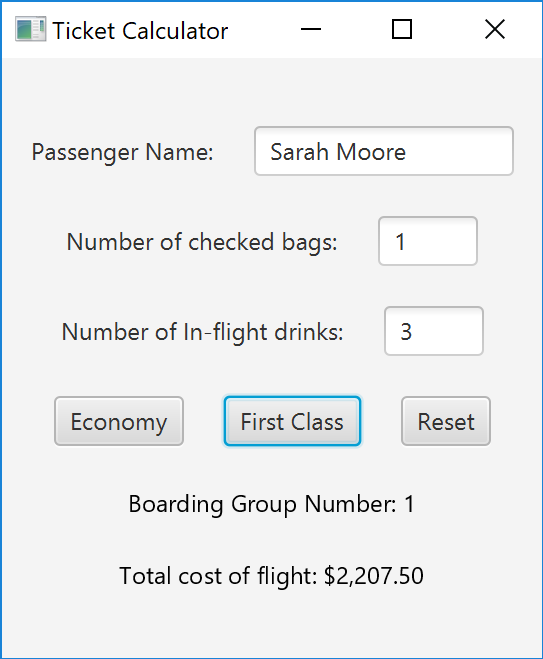 Ticket Calculator
Passenger Name: Sarah Moore
Number of checked bags: 1
Number of In-flight drinks: 3
Economy First Class Reset
Boarding Group Number: 1
Total cost of flight: $2,207.50